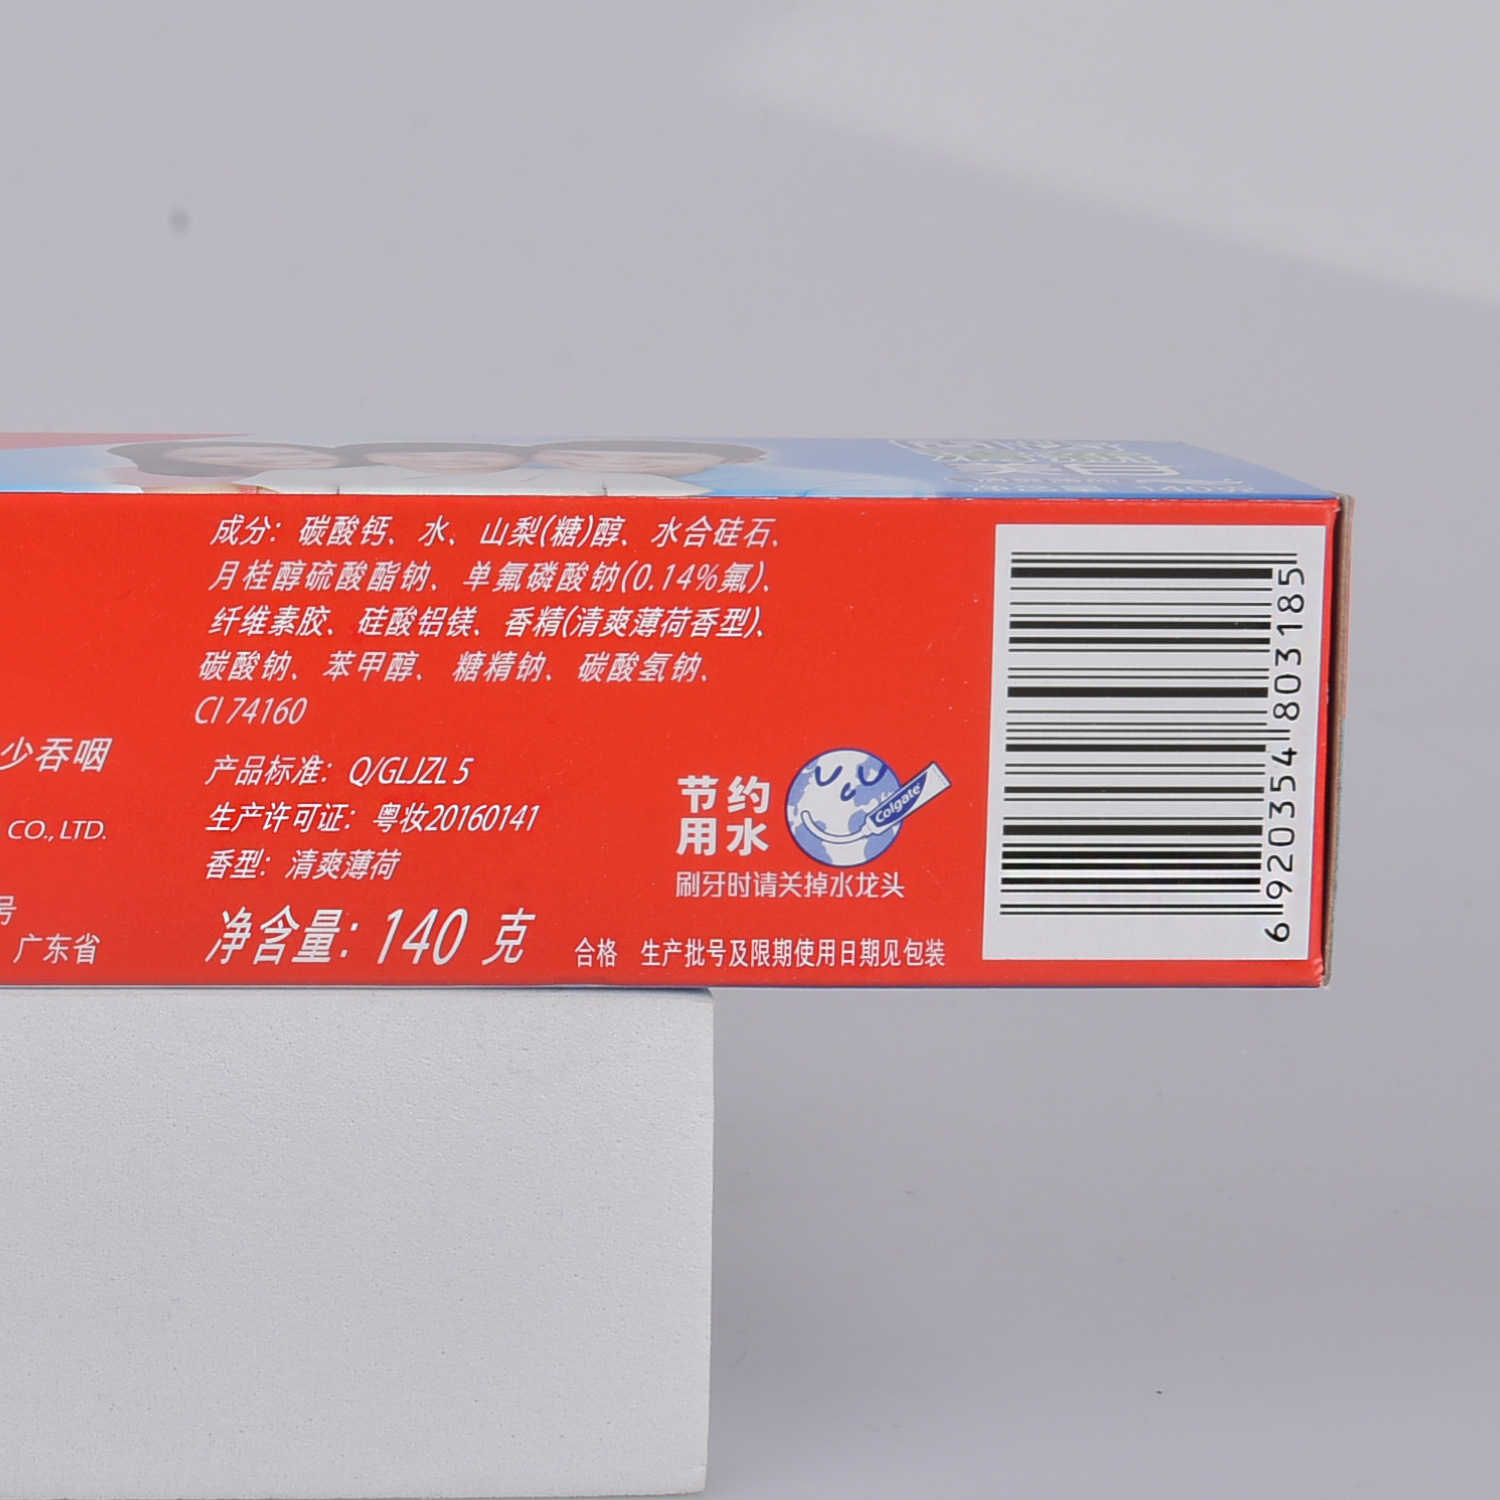 成分：碳酸钙、水、山梨(糖)醇、水合硅石、
月桂醇硫酸酯钠、单氟磷酸钠(0.14%氟)、
纤维素胶、硅酸铝镁、香精(清爽薄荷香型)、
碳酸钠、苯甲醇、糖精钠、碳酸氢钠、
CI 74160
少吞咽
产品标准：Q/GLJZL 5
CO., LTD.
生产许可证：粤妆20160141
香型：清爽薄荷
号
广东省
净含量：140 克
节约
用水
Colgate
刷牙时请关掉水龙头
合格 生产批号及限期使用日期见包装
6 920354 803185